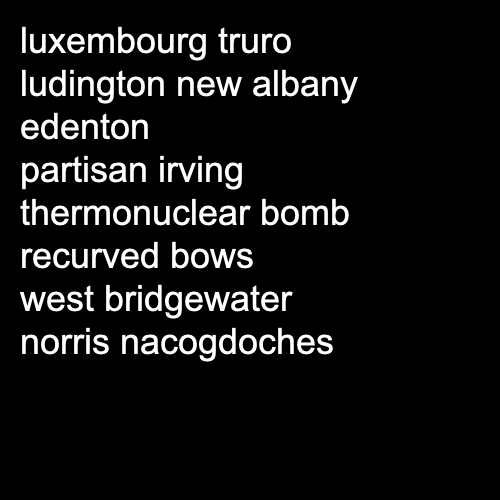 luxembourg truro
ludington new albany
edenton
partisan irving
thermonuclear bomb
recurved bows
west bridgewater
norris nacogdoches